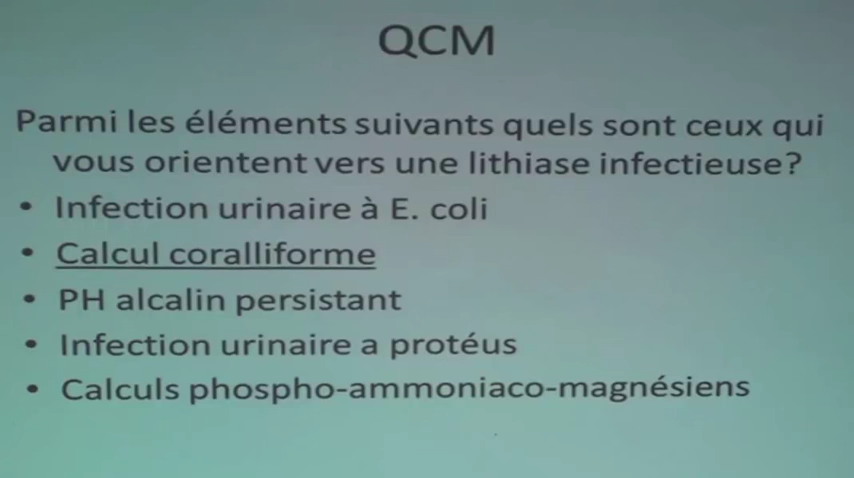 QCM
Parmi les éléments suivants quels sont ceux qui
vous orientent vers une lithiase infectieuse?
• Infection urinaire à E. coli
• Calcul coralliforme
• PH alcalin persistant
• Infection urinaire a protéus
• Calculs phospho-ammoniaco-magnésiens